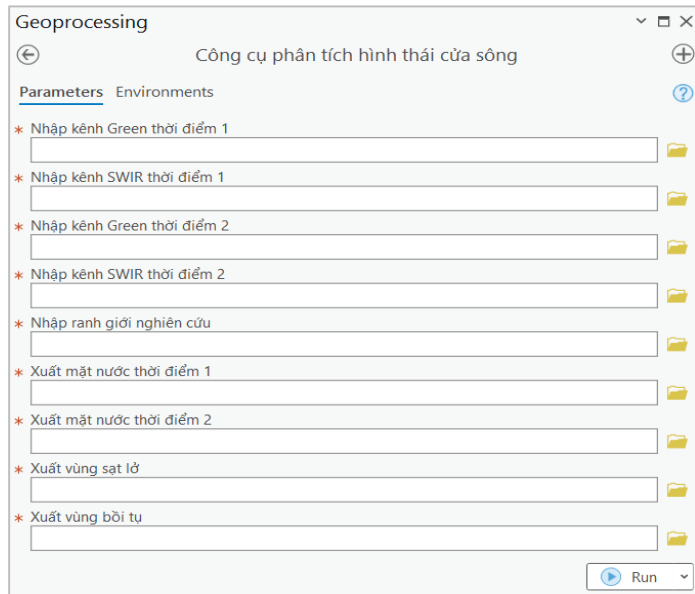 Geoprocessing
Công cụ phân tích hình thái cửa sông
Parameters Environments
* Nhập kênh Green thời điểm 1
* Nhập kênh SWIR thời điểm 1
* Nhập kênh Green thời điểm 2
* Nhập kênh SWIR thời điểm 2
* Nhập ranh giới nghiên cứu
* Xuất mặt nước thời điểm 1
* Xuất mặt nước thời điểm 2
* Xuất vùng sạt lở
* Xuất vùng bồi tụ
Run